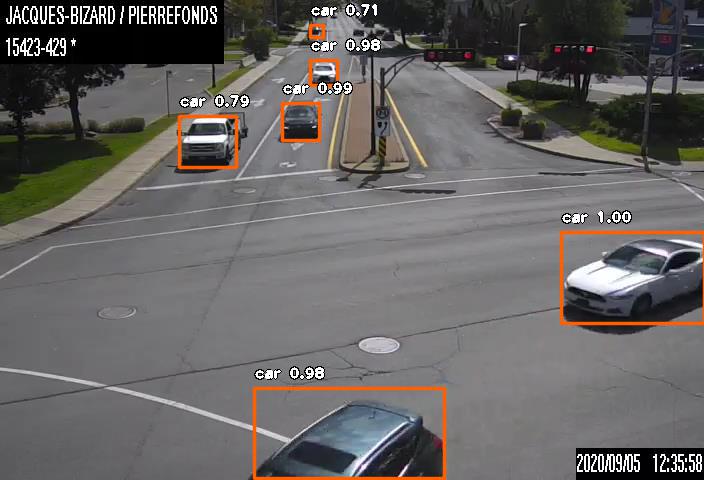 JACQUES-BIZARD / PIERREFONDS
15423-429 *
car 0.71
car 0.98
car 0.99
car 0.79
car 1.00
car 0.98
2020/09/05 12:35:58